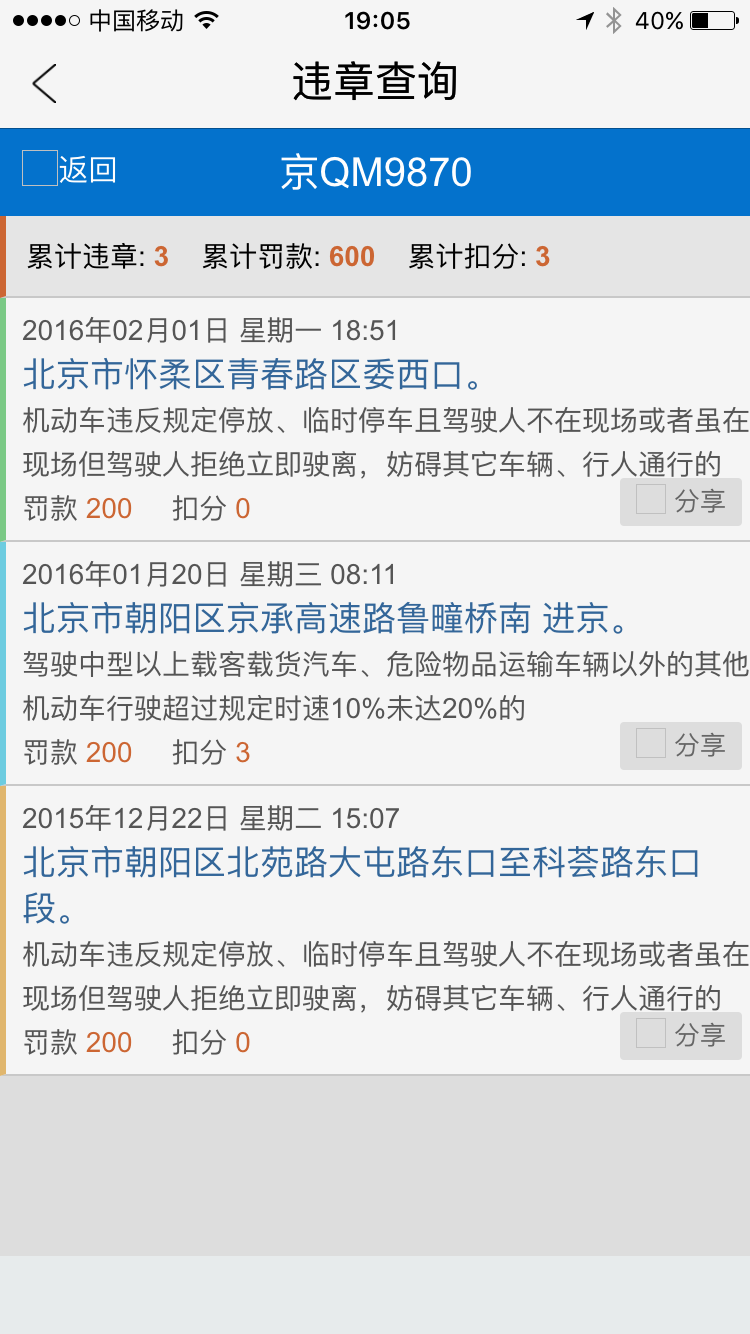 中国移动 19:05 40%
违章查询
返回 京QM9870
累计违章: 3 累计罚款: 600 累计扣分: 3
2016年02月01日 星期一 18:51
北京市怀柔区青春路区委西口。
机动车违反规定停放、临时停车且驾驶人不在现场或者虽在
现场但驾驶人拒绝立即驶离，妨碍其它车辆、行人通行的
罚款 200 扣分 0 分享
2016年01月20日 星期三 08:11
北京市朝阳区京承高速路鲁疃桥南 进京。
驾驶中型以上载客载货汽车、危险物品运输车辆以外的其他
机动车行驶超过规定时速10%未达20%的
罚款 200 扣分 3 分享
2015年12月22日 星期二 15:07
北京市朝阳区北苑路大屯路东口至科荟路东口
段。
机动车违反规定停放、临时停车且驾驶人不在现场或者虽在
现场但驾驶人拒绝立即驶离，妨碍其它车辆、行人通行的
罚款 200 扣分 0 分享